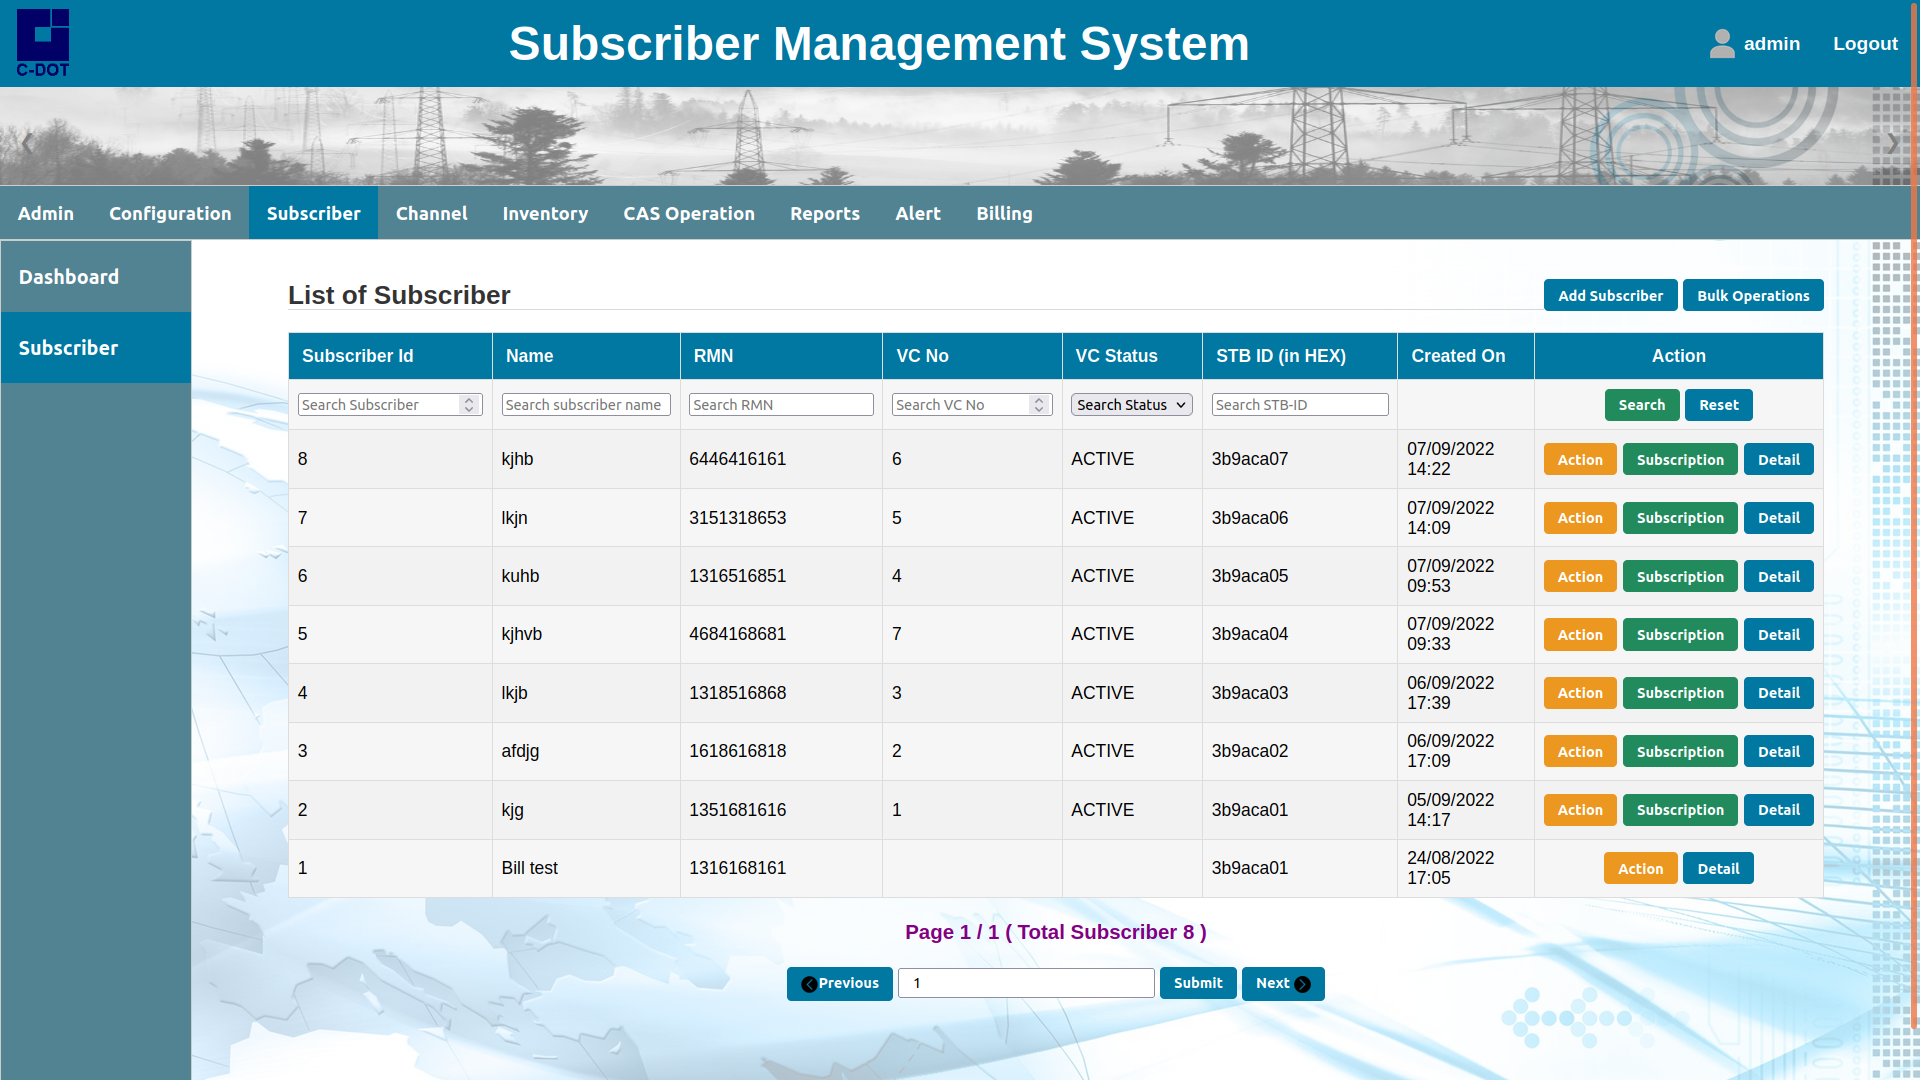 C-DOT
Subscriber Management System
admin Logout
Admin Configuration Subscriber Channel Inventory CAS Operation Reports Alert Billing
Dashboard
Subscriber
List of Subscriber
Add Subscriber Bulk Operations
Subscriber Id Name RMN VC No VC Status STB ID (in HEX) Created On Action
Search Subscriber Search subscriber name Search RMN Search VC No Search Status Search STB-ID Search Reset
8 kjhb 6446416161 6 ACTIVE 3b9aca07 07/09/2022 14:22 Action Subscription Detail
7 lkjn 3151318653 5 ACTIVE 3b9aca06 07/09/2022 14:09 Action Subscription Detail
6 kuhb 1316516851 4 ACTIVE 3b9aca05 07/09/2022 09:53 Action Subscription Detail
5 kjhvb 4684168681 7 ACTIVE 3b9aca04 07/09/2022 09:33 Action Subscription Detail
4 lkjb 1318516868 3 ACTIVE 3b9aca03 06/09/2022 17:39 Action Subscription Detail
3 afdjg 1618616818 2 ACTIVE 3b9aca02 06/09/2022 17:09 Action Subscription Detail
2 kjg 1351681616 1 ACTIVE 3b9aca01 05/09/2022 14:17 Action Subscription Detail
1 Bill test 1316168161 3b9aca01 24/08/2022 17:05 Action Detail
Page 1 / 1 ( Total Subscriber 8 )
Previous 1 Submit Next